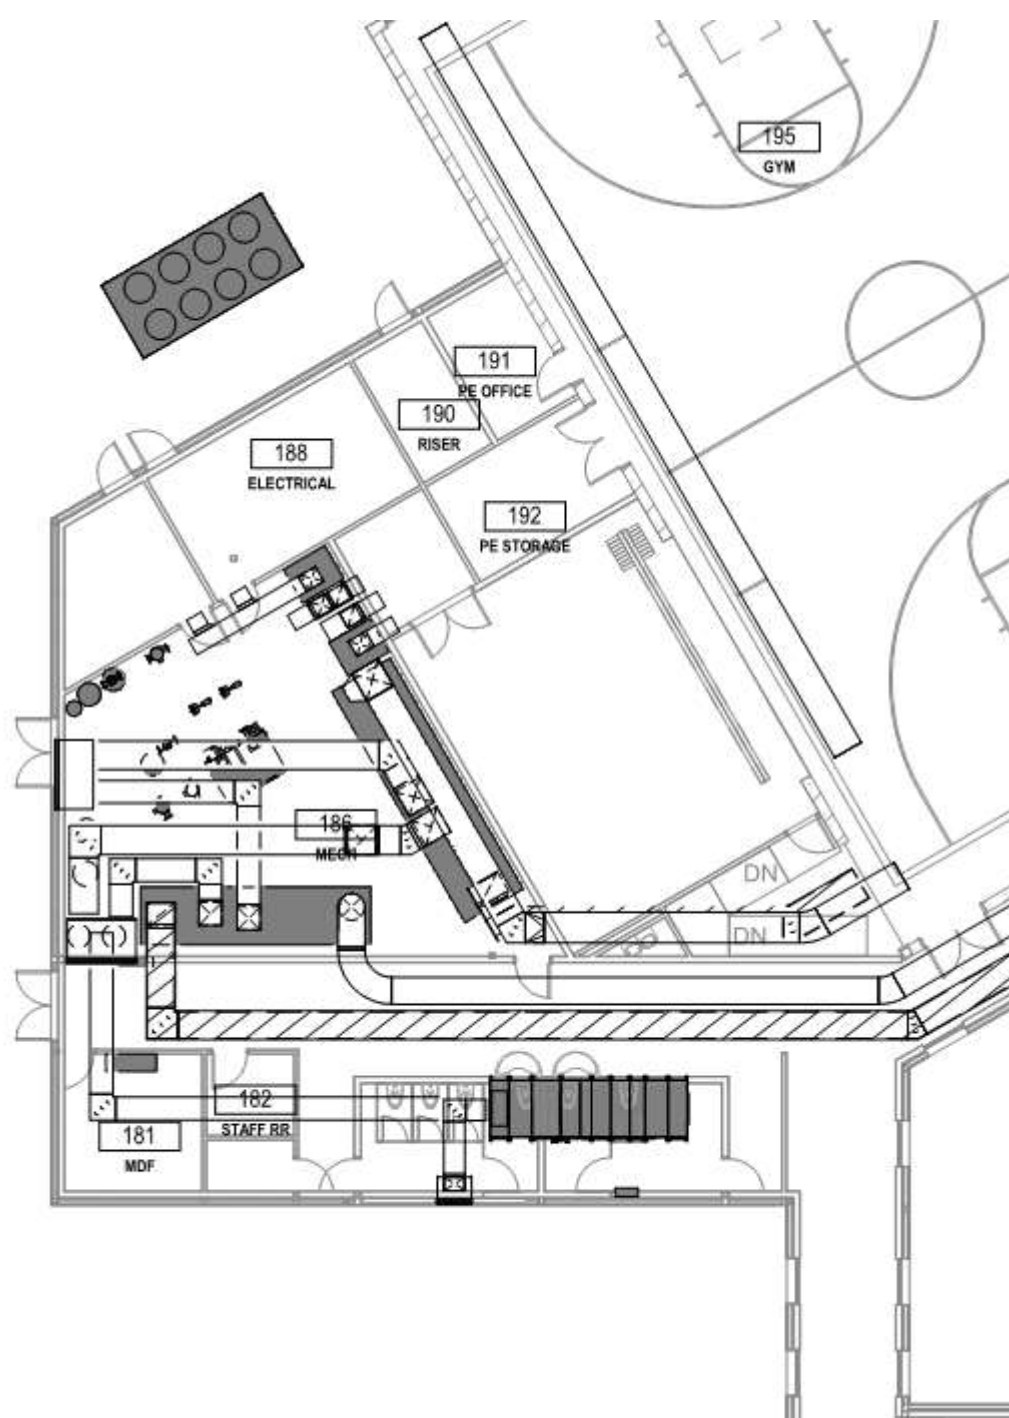 195
GYM
191
PE OFFICE
190
RISER
188
ELECTRICAL
192
PE STORAGE
186
MECH
DN
DN
182
STAFF RR
181
MDF